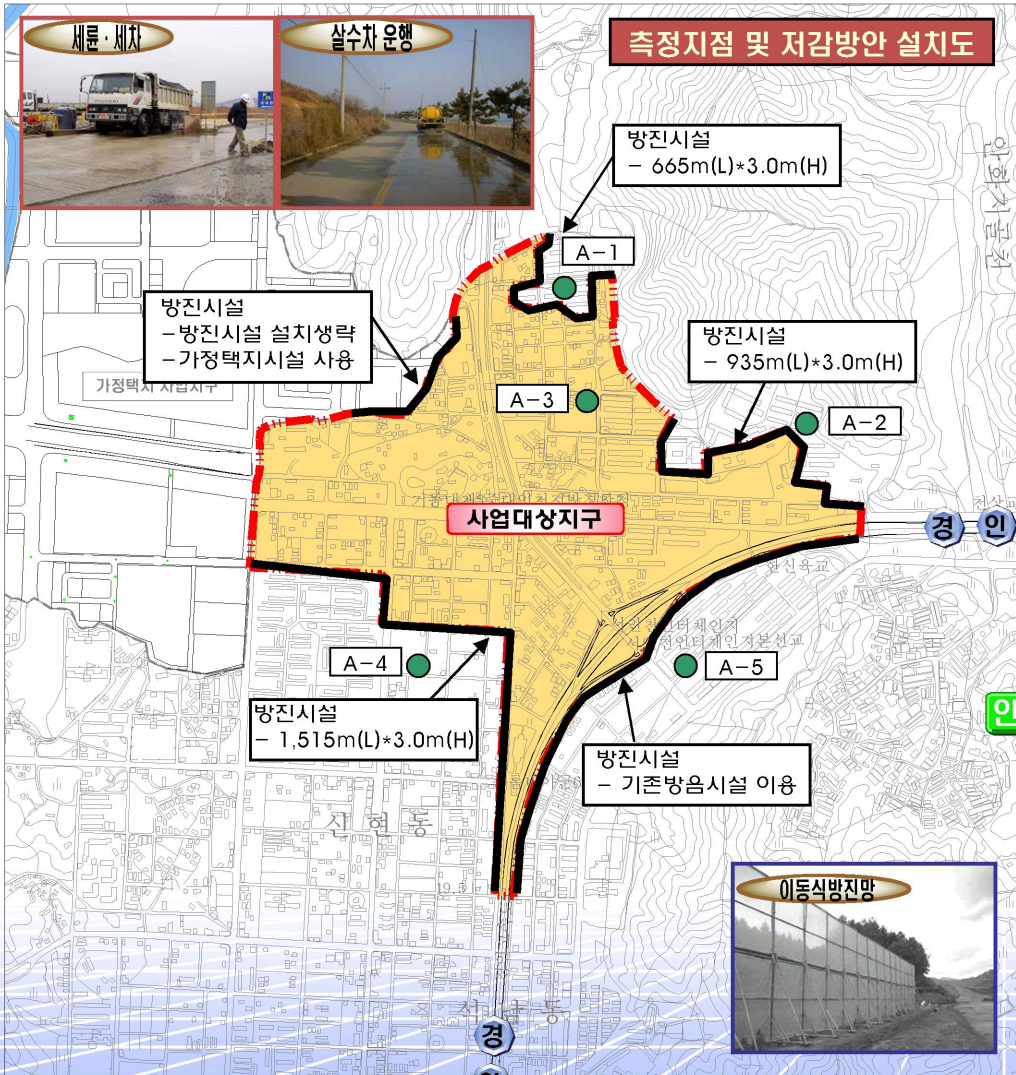 세륜·세차
살수차 운행
측정지점 및 저감방안 설치도
방진시설
- 665m(L)*3.0m(H)
A-1
방진시설
-방진시설 설치생략
-가정택지시설 사용
방진시설
- 935m(L)*3.0m(H)
가정택지 사업지구
A-3
A-2
사업대상지구
경 인
A-4
A-5
방진시설
- 1,515m(L)*3.0m(H)
방진시설
- 기존방음시설 이용
신현동
인
이동식방진망
경